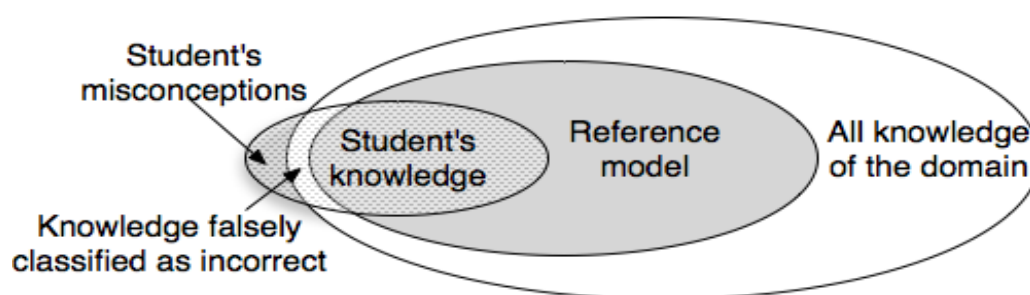 Student's
misconceptions
Student's
knowledge
Reference
model
All knowledge
of the domain
Knowledge falsely
classified as incorrect